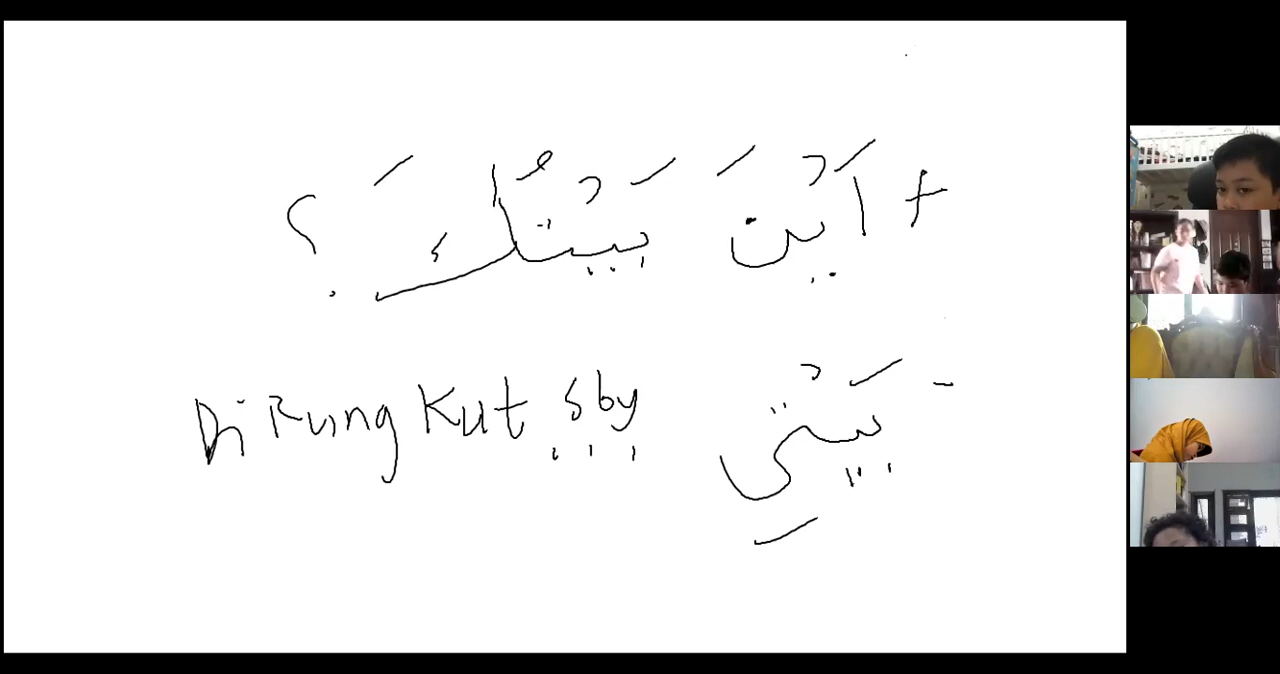 + اَيْنَ بَيْتُكَ ؟
- بَيْتِي Di Rungkut sby ...